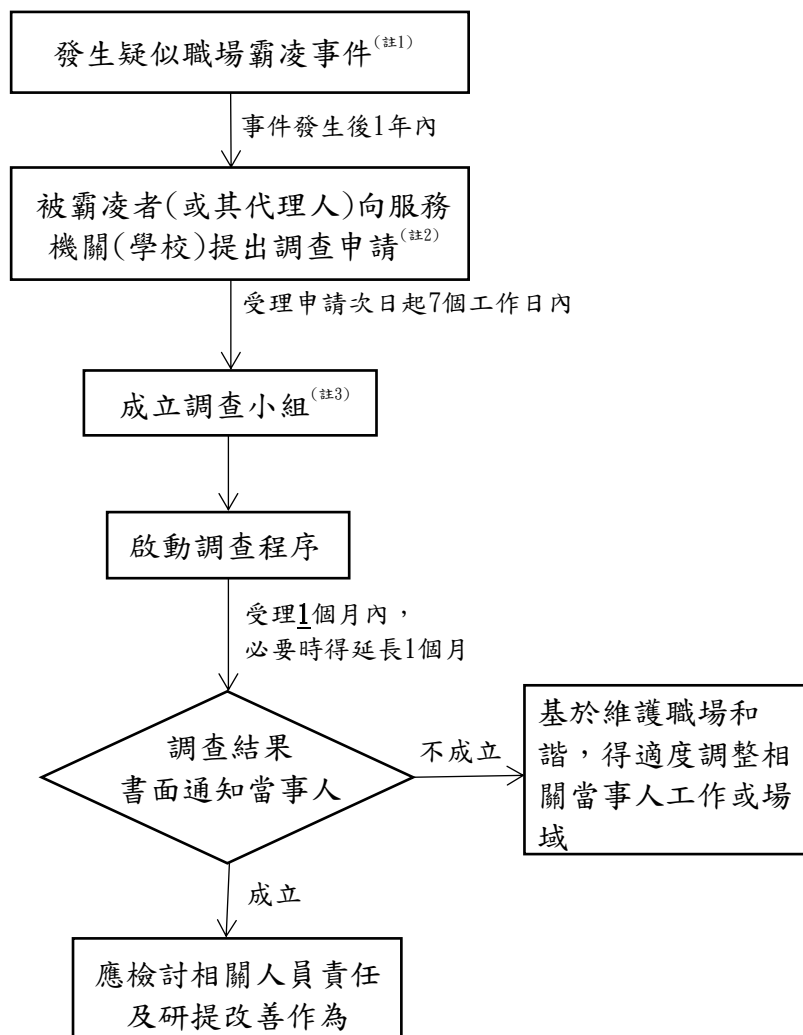 發生疑似職場霸凌事件(註1)
事件發生後1年內
被霸凌者(或其代理人)向服務
機關(學校)提出調查申請(註2)
受理申請次日起7個工作日內
成立調查小組(註3)
啟動調查程序
受理1個月內，
必要時得延長1個月
調查結果
書面通知當事人
不成立
基於維護職場和
諧，得適度調整相
關當事人工作或場
域
成立
應檢討相關人員責任
及研提改善作為